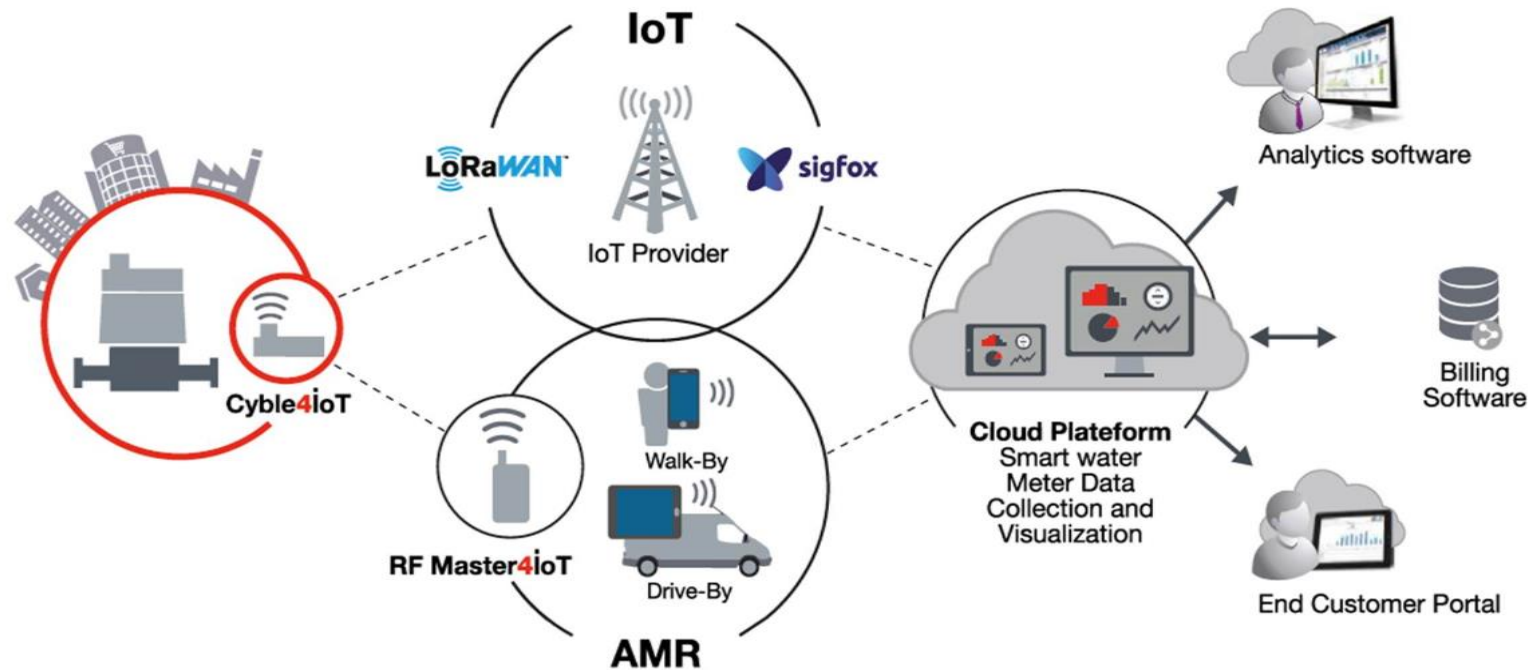 IoT
LoRaWAN™
sigfox
IoT Provider
Cyble4ioT
RF Master4ioT
Walk-By
Drive-By
AMR
Cloud Plateform
Smart water
Meter Data
Collection and
Visualization
Analytics software
Billing
Software
End Customer Portal